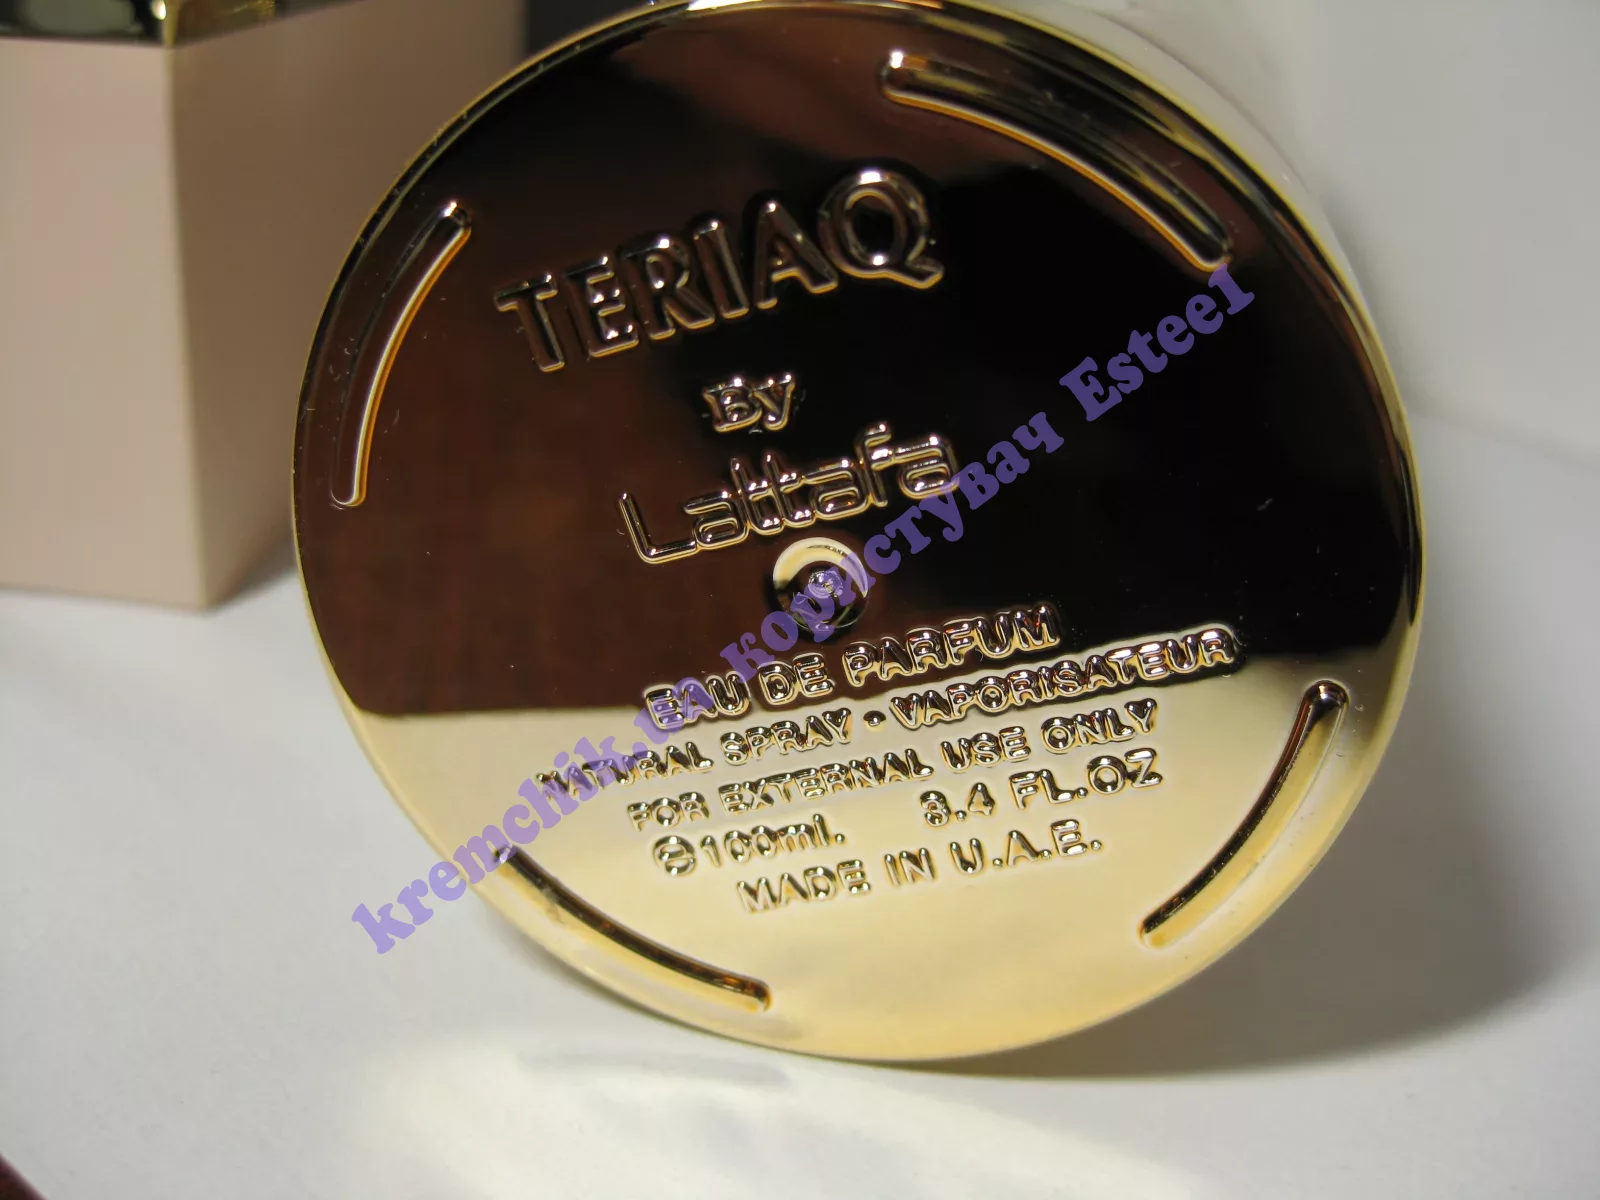 TERIAQ
By
Lattafa
EAU DE PARFUM
NATURAL SPRAY • VAPORISATEUR
FOR EXTERNAL USE ONLY
℮100ml. 3.4 FL.OZ
MADE IN U.A.E.
kremchik.ua користувач Estee1